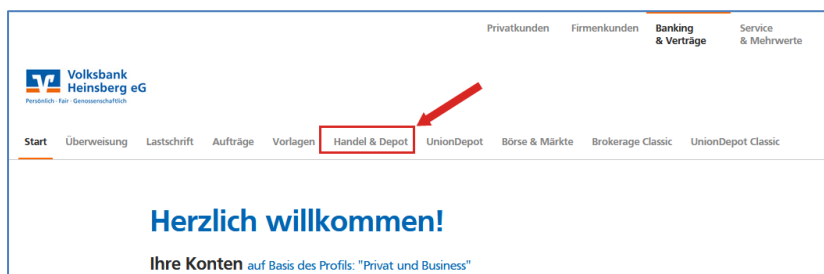 Privatkunden Firmenkunden Banking & Verträge Service & Mehrwerte
Volksbank
Heinsberg eG
Persönlich · Fair · Genossenschaftlich
Start Überweisung Lastschrift Aufträge Vorlagen Handel & Depot UnionDepot Börse & Märkte Brokerage Classic UnionDepot Classic
Herzlich willkommen!
Ihre Konten auf Basis des Profils: "Privat und Business"